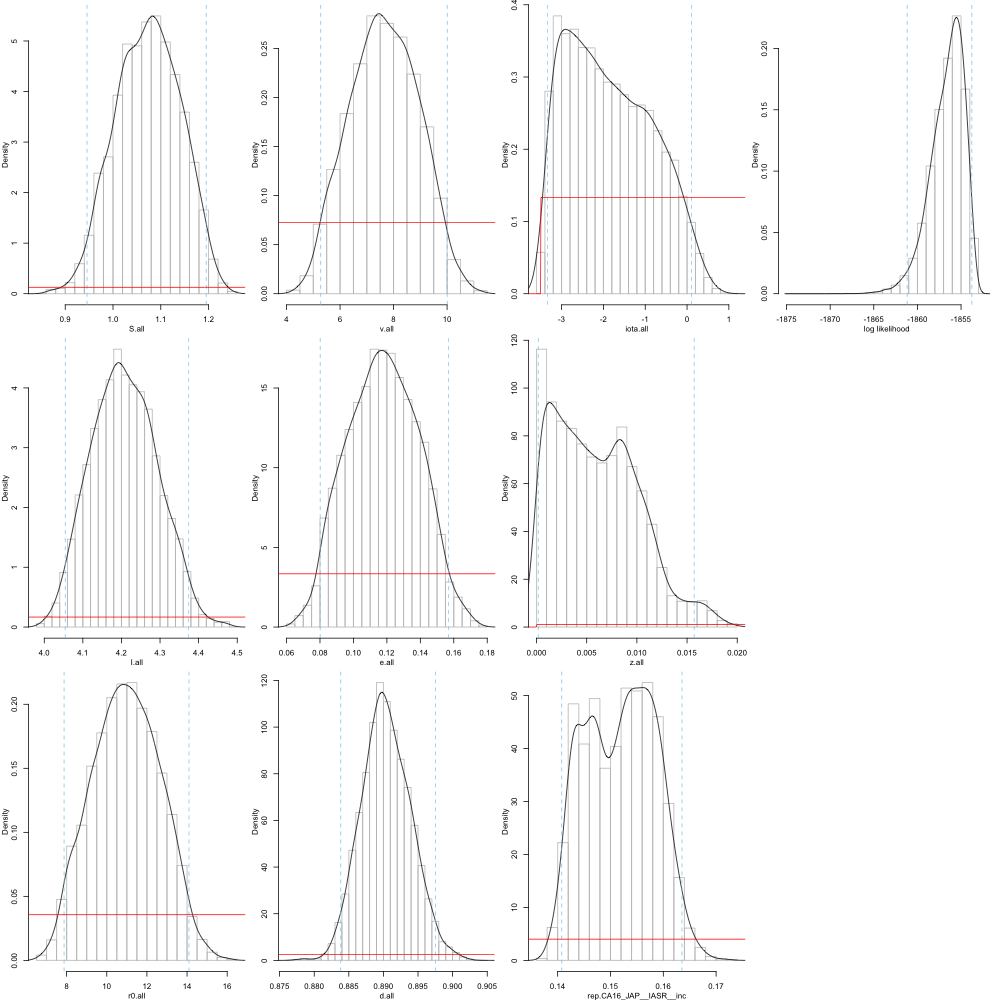 Density
0 1 2 3 4 5
0.9 1.0 1.1 1.2
S.all
Density
0.00 0.05 0.10 0.15 0.20 0.25
4 6 8 10
v.all
Density
0.0 0.1 0.2 0.3 0.4
-3 -2 -1 0 1
iota.all
Density
0.00 0.05 0.10 0.15 0.20
-1875 -1870 -1865 -1860 -1855
log likelihood
Density
0 1 2 3 4
4.0 4.1 4.2 4.3 4.4 4.5
l.all
Density
0 5 10 15
0.06 0.08 0.10 0.12 0.14 0.16 0.18
e.all
Density
0 20 40 60 80 100 120
0.000 0.005 0.010 0.015 0.020
z.all
Density
0.00 0.05 0.10 0.15 0.20
8 10 12 14 16
r0.all
Density
0 20 40 60 80 100 120
0.875 0.880 0.885 0.890 0.895 0.900 0.905
d.all
Density
0 10 20 30 40 50
0.14 0.15 0.16 0.17
rep.CA16_JAP__IASR__inc